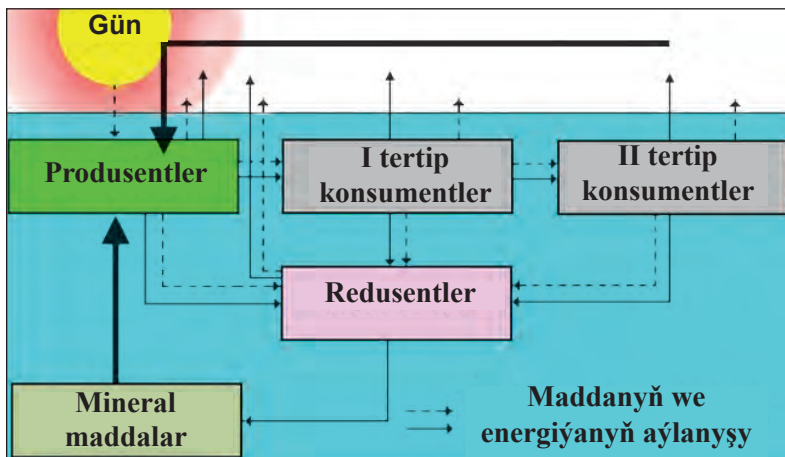 Gün
Produsentler
I tertip
konsumentler
II tertip
konsumentler
Redusentler
Mineral
maddalar
Maddanyň we
energiýanyň aýlanyşy